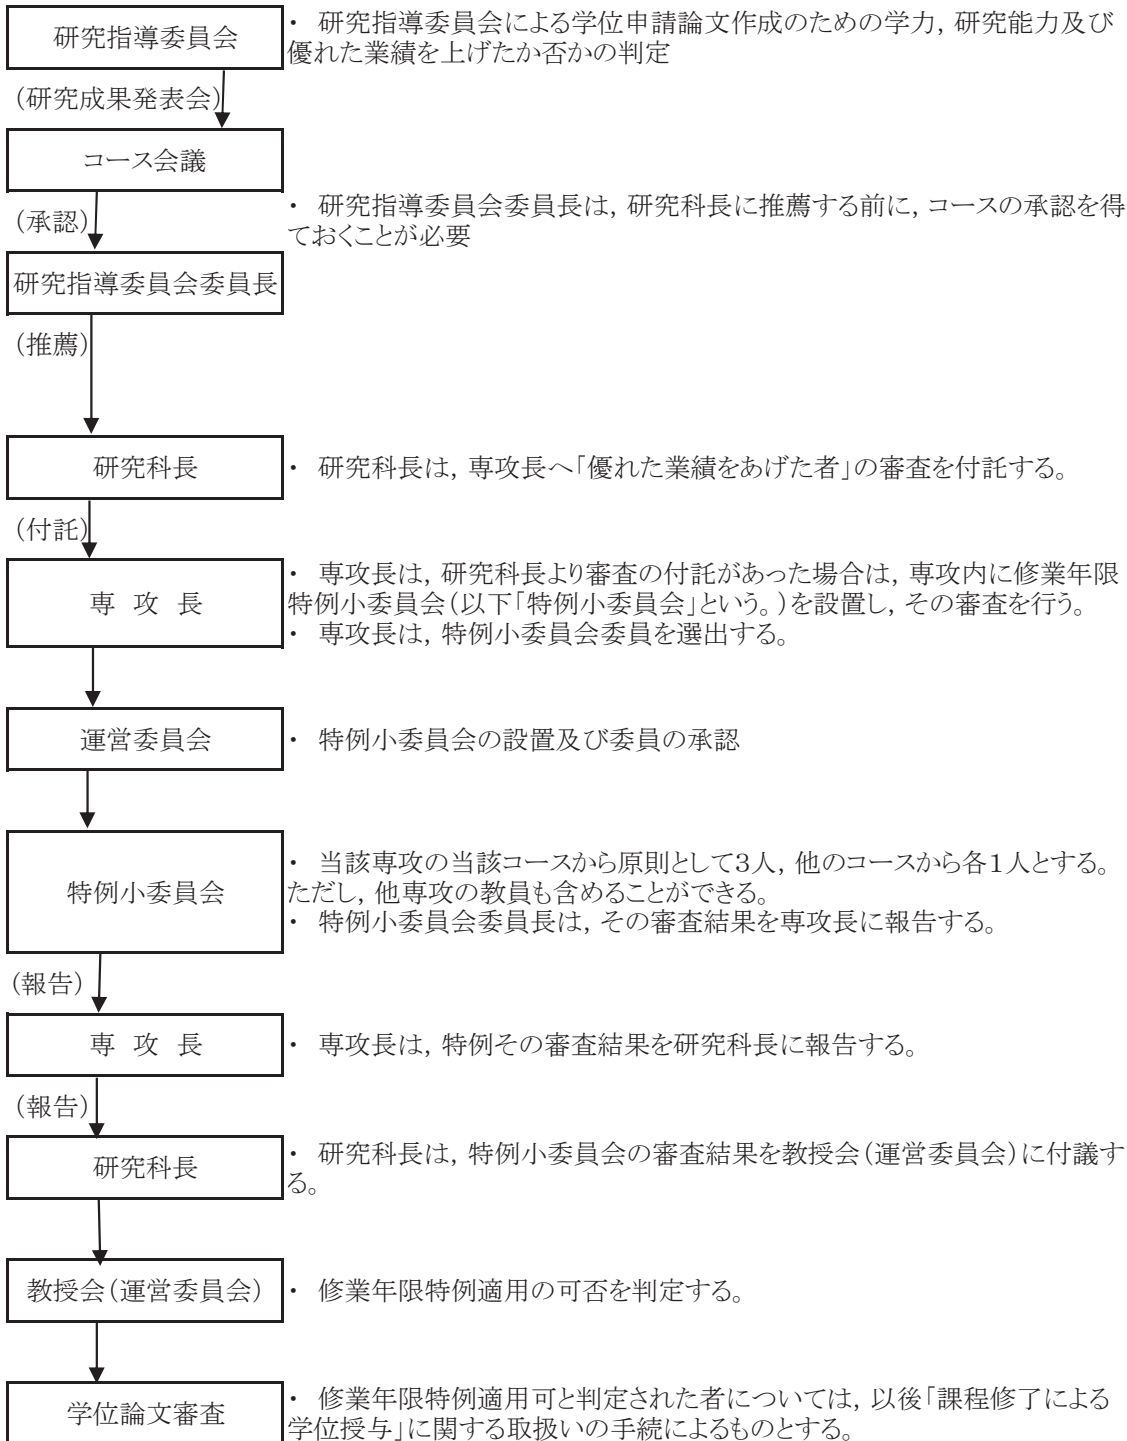 研究指導委員会
・ 研究指導委員会による学位申請論文作成のための学力，研究能力及び
優れた業績を上げたか否かの判定
（研究成果発表会）
コース会議
（承認）
・ 研究指導委員会委員長は，研究科長に推薦する前に，コースの承認を得
ておくことが必要
研究指導委員会委員長
（推薦）
研究科長
・ 研究科長は，専攻長へ「優れた業績をあげた者」の審査を付託する。
（付託）
専 攻 長
・ 専攻長は，研究科長より審査の付託があった場合は，専攻内に修業年限
特例小委員会（以下「特例小委員会」という。）を設置し，その審査を行う。
・ 専攻長は，特例小委員会委員を選出する。
運営委員会
・ 特例小委員会の設置及び委員の承認
特例小委員会
・ 当該専攻の当該コースから原則として３人，他のコースから各１人とする。
ただし，他専攻の教員も含めることができる。
・ 特例小委員会委員長は，その審査結果を専攻長に報告する。
（報告）
専 攻 長
・ 専攻長は，特例その審査結果を研究科長に報告する。
（報告）
研究科長
・ 研究科長は，特例小委員会の審査結果を教授会（運営委員会）に付議す
る。
教授会（運営委員会）
・ 修業年限特例適用の可否を判定する。
学位論文審査
・ 修業年限特例適用可と判定された者については，以後「課程修了による
学位授与」に関する取扱いの手続によるものとする。